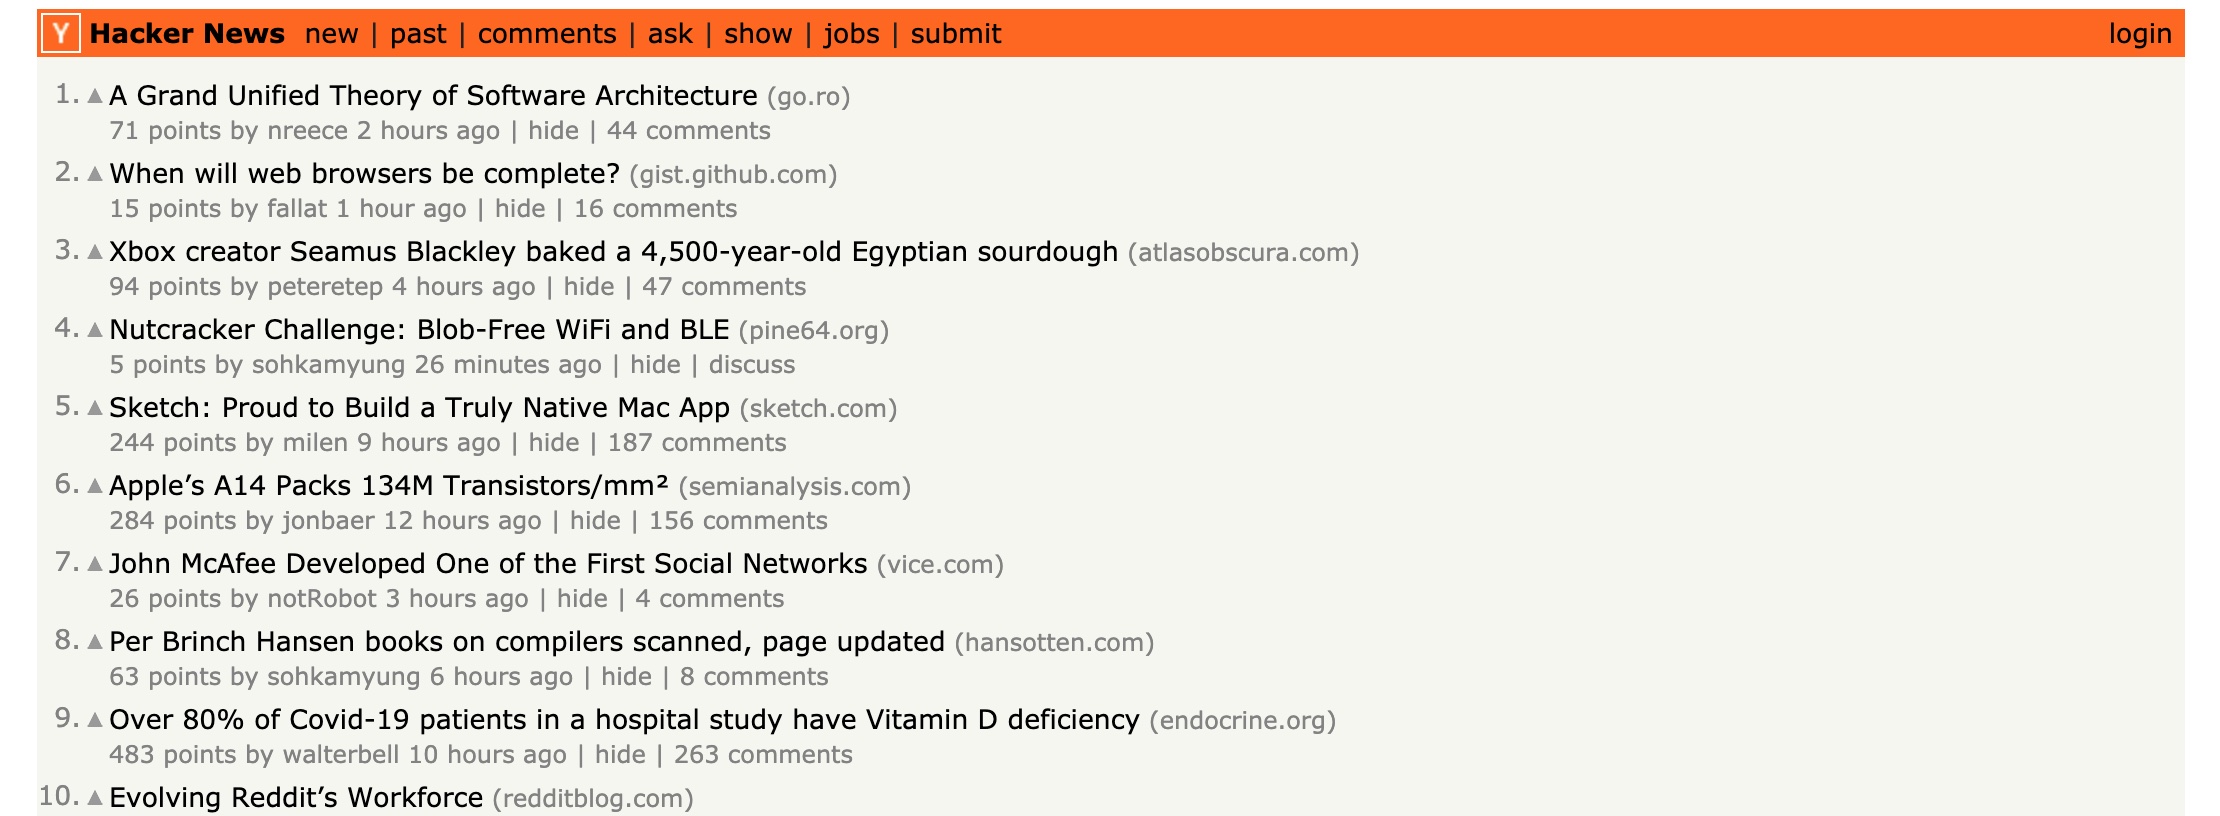 Y Hacker News new | past | comments | ask | show | jobs | submit login
1. ▲ A Grand Unified Theory of Software Architecture (go.ro)
71 points by nreece 2 hours ago | hide | 44 comments
2. ▲ When will web browsers be complete? (gist.github.com)
15 points by fallat 1 hour ago | hide | 16 comments
3. ▲ Xbox creator Seamus Blackley baked a 4,500-year-old Egyptian sourdough (atlasobscura.com)
94 points by peteretep 4 hours ago | hide | 47 comments
4. ▲ Nutcracker Challenge: Blob-Free WiFi and BLE (pine64.org)
5 points by sohkamyung 26 minutes ago | hide | discuss
5. ▲ Sketch: Proud to Build a Truly Native Mac App (sketch.com)
244 points by milen 9 hours ago | hide | 187 comments
6. ▲ Apple’s A14 Packs 134M Transistors/mm² (semianalysis.com)
284 points by jonbaer 12 hours ago | hide | 156 comments
7. ▲ John McAfee Developed One of the First Social Networks (vice.com)
26 points by notRobot 3 hours ago | hide | 4 comments
8. ▲ Per Brinch Hansen books on compilers scanned, page updated (hansotten.com)
63 points by sohkamyung 6 hours ago | hide | 8 comments
9. ▲ Over 80% of Covid-19 patients in a hospital study have Vitamin D deficiency (endocrine.org)
483 points by walterbell 10 hours ago | hide | 263 comments
10. ▲ Evolving Reddit’s Workforce (redditblog.com)